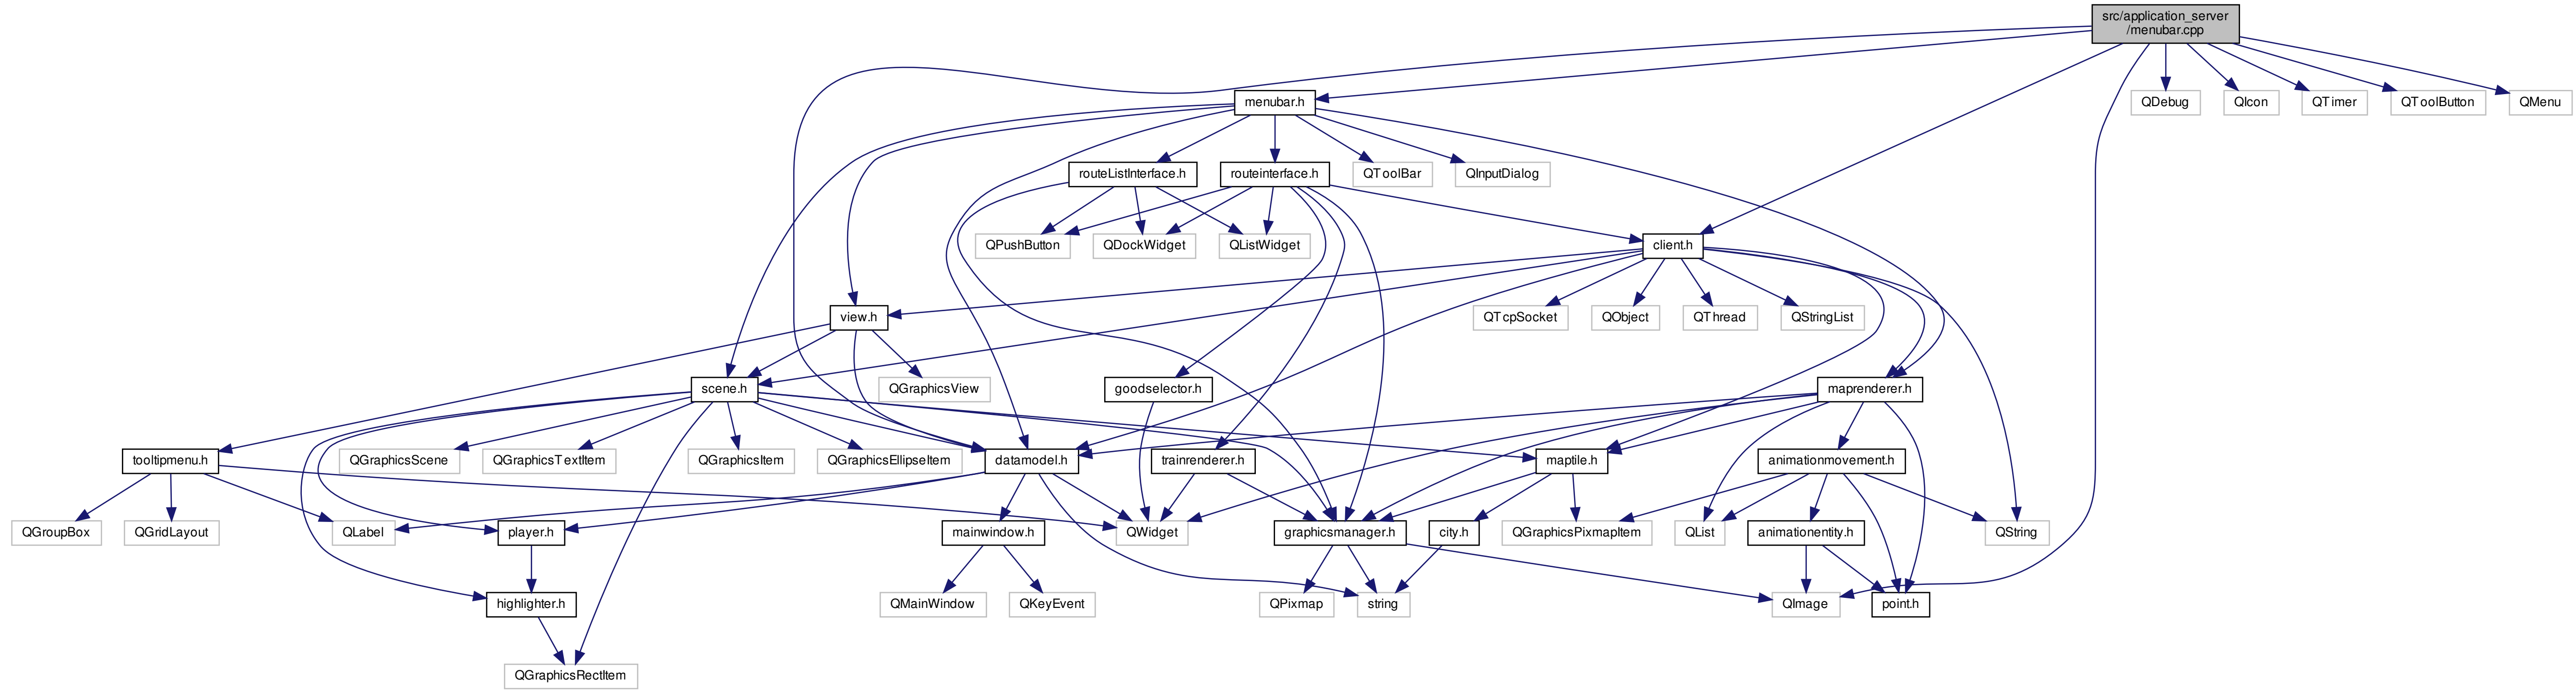 src/application_server
/menubar.cpp
menubar.h
QDebug
QIcon
QTimer
QToolButton
QMenu
routeListInterface.h
routeinterface.h
QToolBar
QInputDialog
QPushButton
QDockWidget
QListWidget
client.h
view.h
QTcpSocket
QObject
QThread
QStringList
scene.h
QGraphicsView
goodselector.h
maprenderer.h
tooltipmenu.h
QGraphicsScene
QGraphicsTextItem
QGraphicsItem
QGraphicsEllipseItem
datamodel.h
trainrenderer.h
maptile.h
animationmovement.h
QGroupBox
QGridLayout
QLabel
player.h
mainwindow.h
QWidget
graphicsmanager.h
city.h
QGraphicsPixmapItem
QList
animationentity.h
QString
highlighter.h
QMainWindow
QKeyEvent
QPixmap
string
QImage
point.h
QGraphicsRectItem